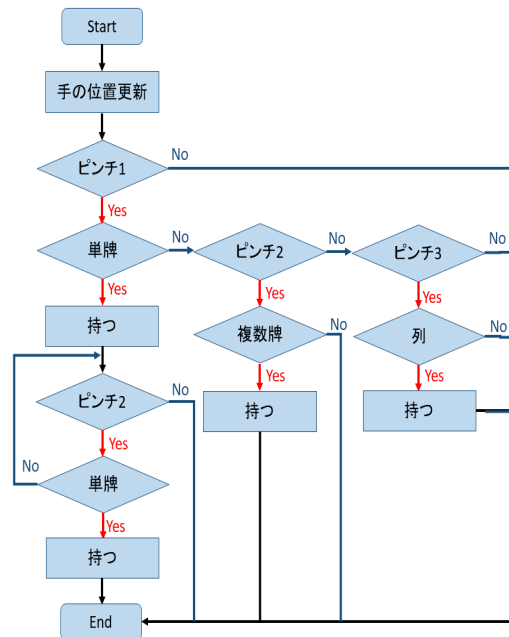 Start
手の位置更新
ピンチ1
No
Yes
単牌
No
ピンチ2
No
ピンチ3
No
Yes
Yes
Yes
持つ
複数牌
No
列
No
Yes
Yes
ピンチ2
No
持つ
持つ
Yes
No
単牌
Yes
持つ
End